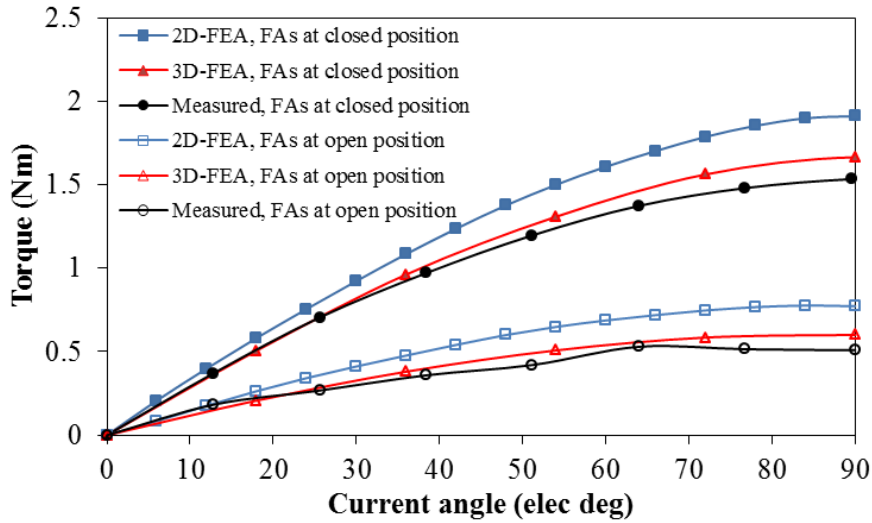 2.5
2
1.5
1
0.5
0
Torque (Nm)
2D-FEA, FAs at closed position
3D-FEA, FAs at closed position
Measured, FAs at closed position
2D-FEA, FAs at open position
3D-FEA, FAs at open position
Measured, FAs at open position
0 10 20 30 40 50 60 70 80 90
Current angle (elec deg)